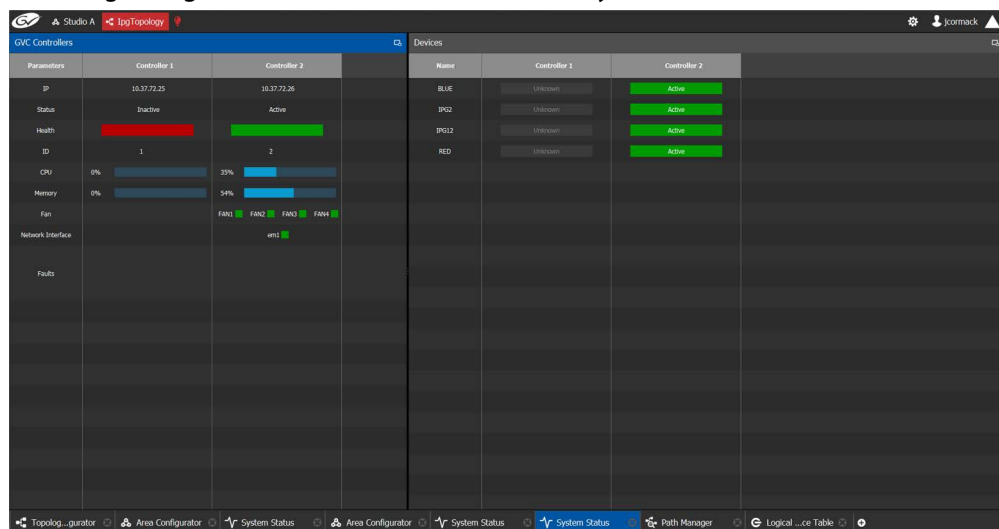 GV Studio A IpgTopology jcormack
GVC Controllers Devices
Parameters Controller 1 Controller 2 Name Controller 1 Controller 2
IP 10.37.72.25 10.37.72.26 BLUE Unknown Active
Status Inactive Active IPG2 Unknown Active
Health IPG12 Unknown Active
ID 1 2 RED Unknown Active
CPU 0% 35%
Memory 0% 54%
Fan FAN1 FAN2 FAN3 FAN4
Network Interface em1
Faults
Topolog...gurator Area Configurator System Status Area Configurator System Status System Status Path Manager Logical ...ce Table